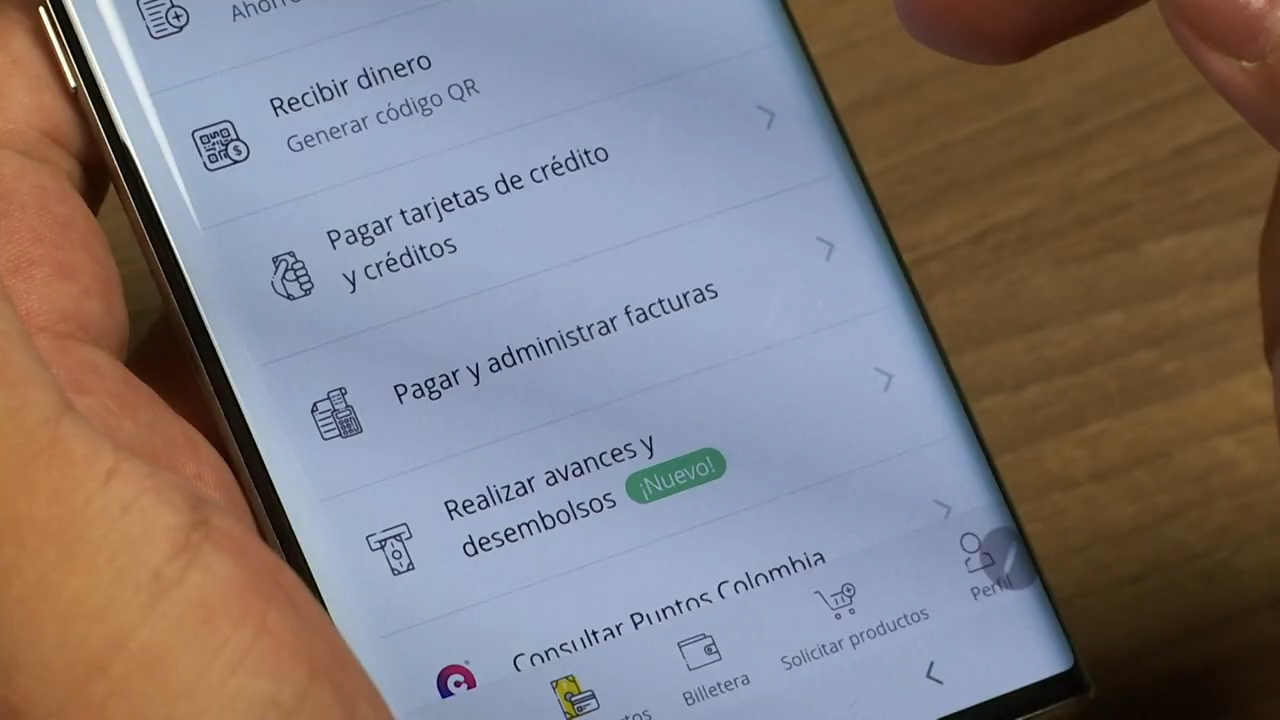 Recibir dinero
Generar código QR
Pagar tarjetas de crédito
y créditos
Pagar y administrar facturas
Realizar avances y
desembolsos ¡Nuevo!
Consultar Puntos Colombia
Billetera
Solicitar productos
Perfil